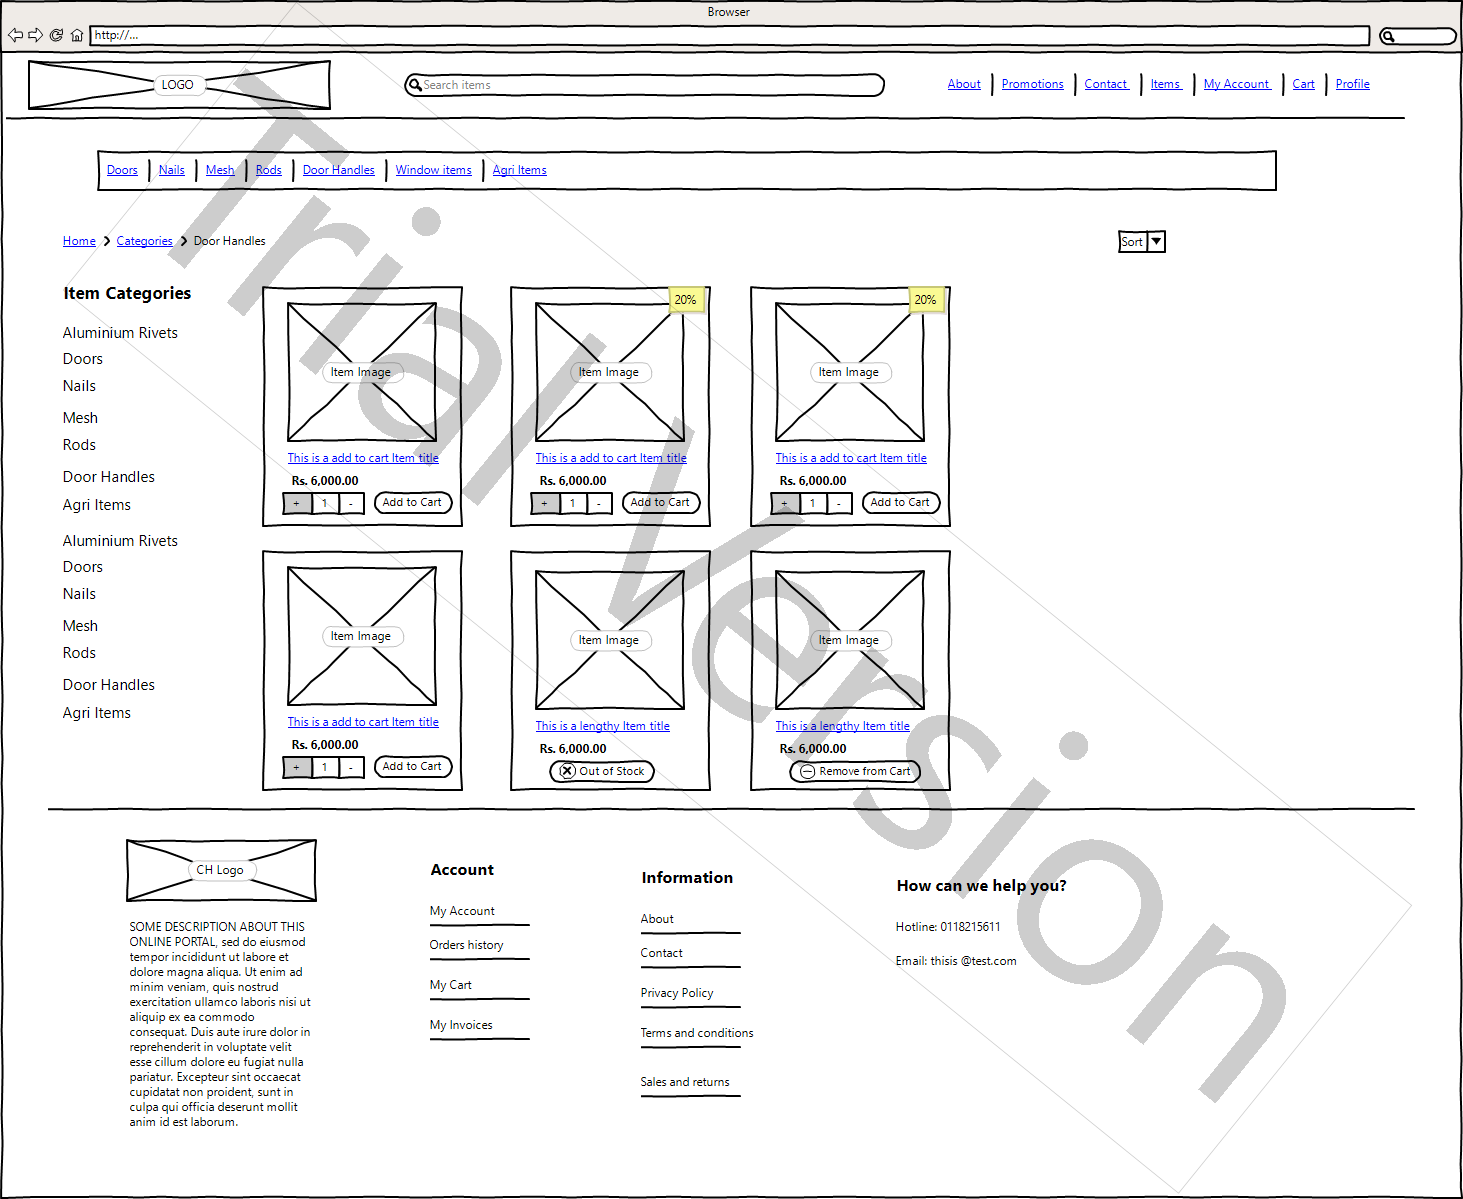 Browser
http://...
LOGO
Search items
About Promotions Contact Items My Account Cart Profile
Doors Nails Mesh Rods Door Handles Window items Agri Items
Home Categories Door Handles
Sort
Item Categories
Aluminium Rivets
Doors
Nails
Mesh
Rods
Door Handles
Agri Items
Aluminium Rivets
Doors
Nails
Mesh
Rods
Door Handles
Agri Items
Item Image
This is a add to cart Item title
Rs. 6,000.00
+ 1 - Add to Cart
20%
Item Image
This is a add to cart Item title
Rs. 6,000.00
+ 1 - Add to Cart
20%
Item Image
This is a add to cart Item title
Rs. 6,000.00
+ 1 - Add to Cart
Item Image
This is a add to cart Item title
Rs. 6,000.00
+ 1 - Add to Cart
Item Image
This is a lengthy Item title
Rs. 6,000.00
Out of Stock
Item Image
This is a lengthy Item title
Rs. 6,000.00
Remove from Cart
CH Logo
SOME DESCRIPTION ABOUT THIS
ONLINE PORTAL, sed do eiusmod
tempor incididunt ut labore et
dolore magna aliqua. Ut enim ad
minim veniam, quis nostrud
exercitation ullamco laboris nisi ut
aliquip ex ea commodo
consequat. Duis aute irure dolor in
reprehenderit in voluptate velit
esse cillum dolore eu fugiat nulla
pariatur. Excepteur sint occaecat
cupidatat non proident, sunt in
culpa qui officia deserunt mollit
anim id est laborum.
Account
My Account
Orders history
My Cart
My Invoices
Information
About
Contact
Privacy Policy
Terms and conditions
Sales and returns
How can we help you?
Hotline: 0118215611
Email: thisis @test.com
Trial Version